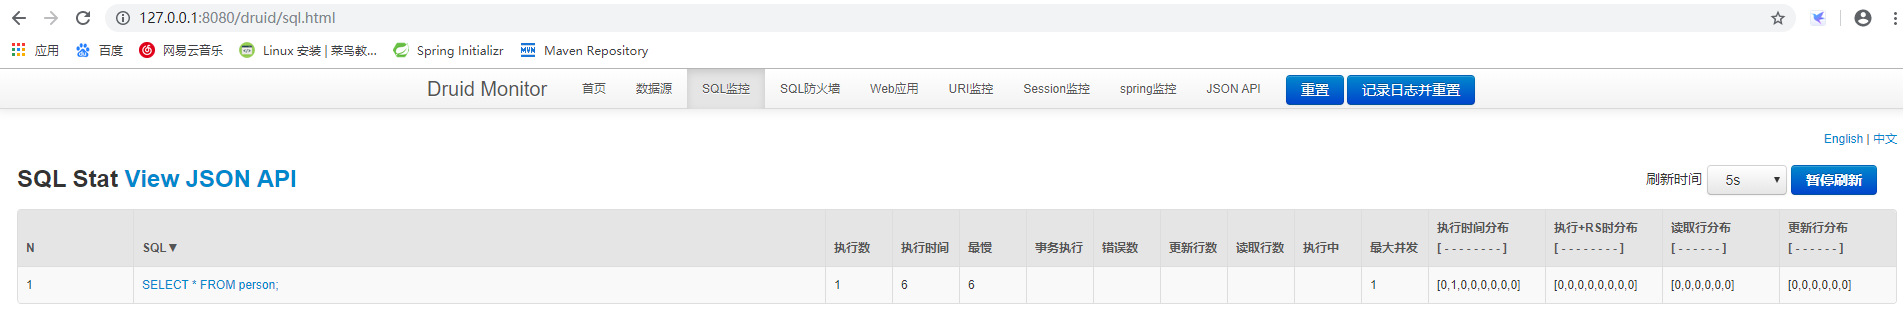 127.0.0.1:8080/druid/sql.html
应用 百度 网易云音乐 Linux 安装 | 菜鸟教... Spring Initializr Maven Repository
Druid Monitor 首页 数据源 SQL监控 SQL防火墙 Web应用 URI监控 Session监控 spring监控 JSON API 重置 记录日志并重置
English | 中文
SQL Stat View JSON API 刷新时间 5s 暂停刷新
N SQL▼ 执行数 执行时间 最慢 事务执行 错误数 更新行数 读取行数 执行中 最大并发 执行时间分布 执行+RS时分布 读取行分布 更新行分布
[ - - - - - - - - ] [ - - - - - - - - ] [ - - - - - - ] [ - - - - - - ]
1 SELECT * FROM person; 1 6 6 1 [0,1,0,0,0,0,0,0] [0,0,0,0,0,0,0,0] [0,0,0,0,0,0] [0,0,0,0,0,0]